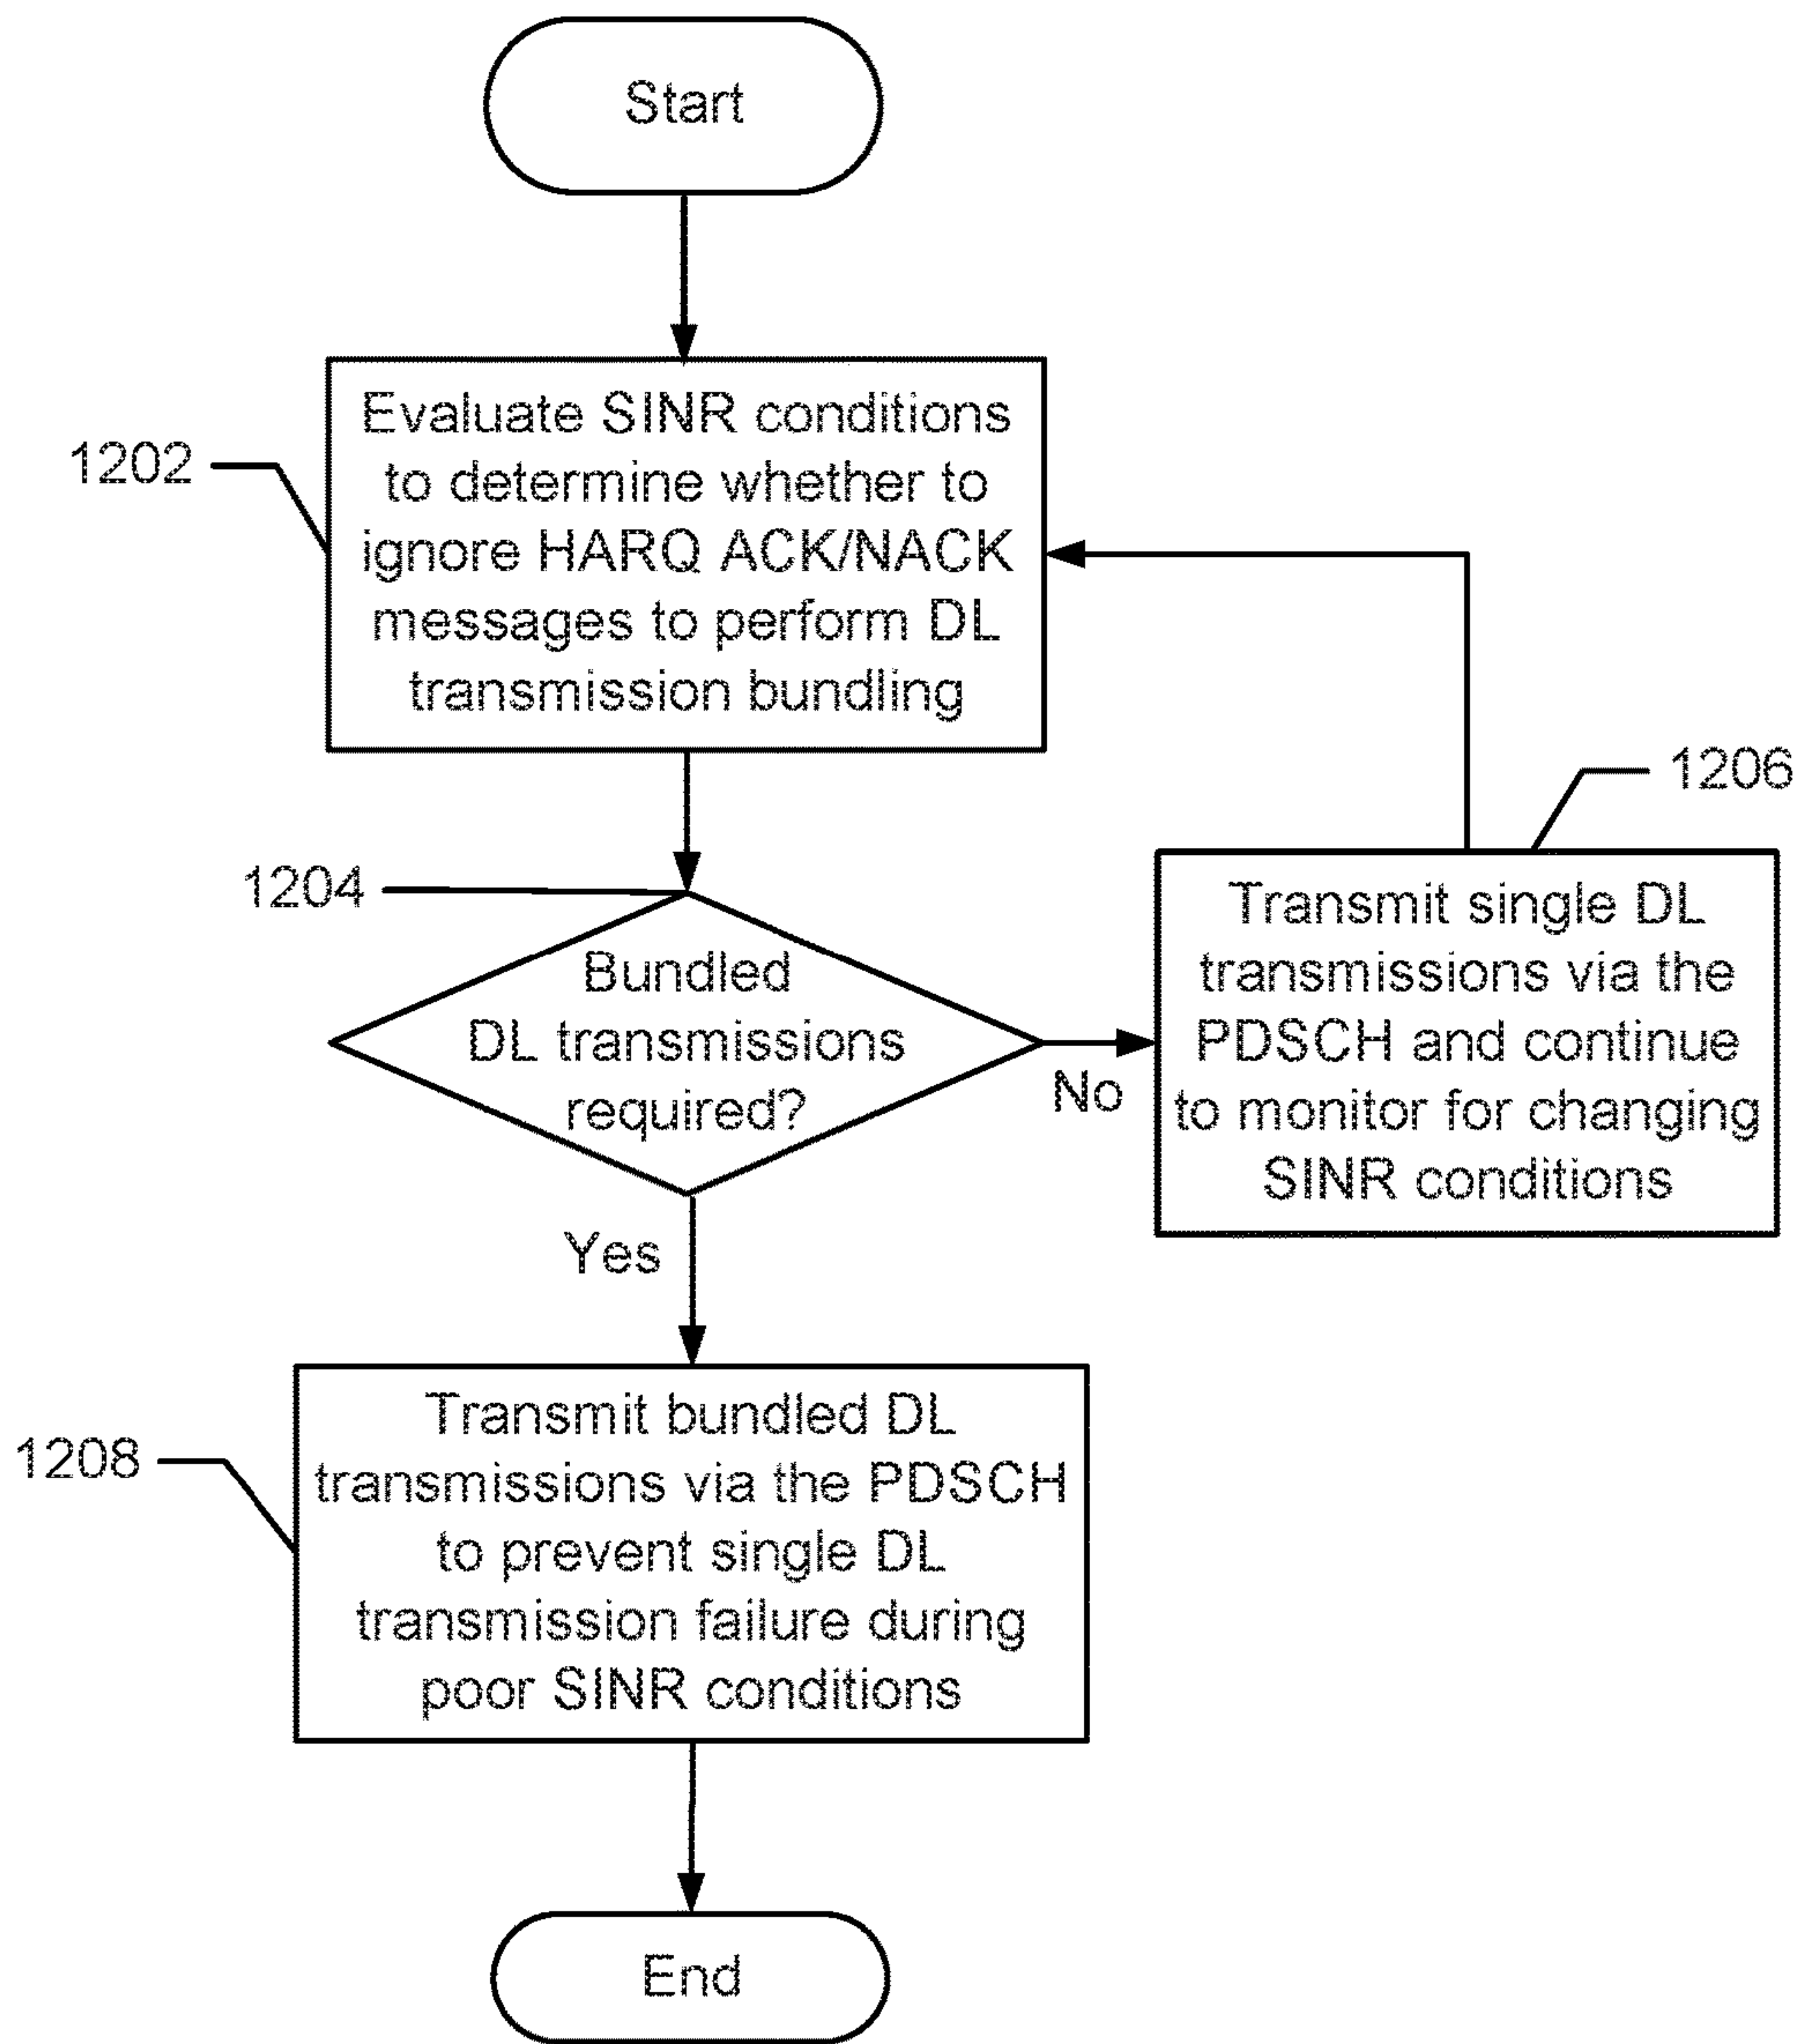 Start
1202
Evaluate SINR conditions
to determine whether to
ignore HARQ ACK/NACK
messages to perform DL
transmission bundling
1204
Bundled
DL transmissions
required?
No
1206
Transmit single DL
transmissions via the
PDSCH and continue
to monitor for changing
SINR conditions
Yes
1208
Transmit bundled DL
transmissions via the PDSCH
to prevent single DL
transmission failure during
poor SINR conditions
End